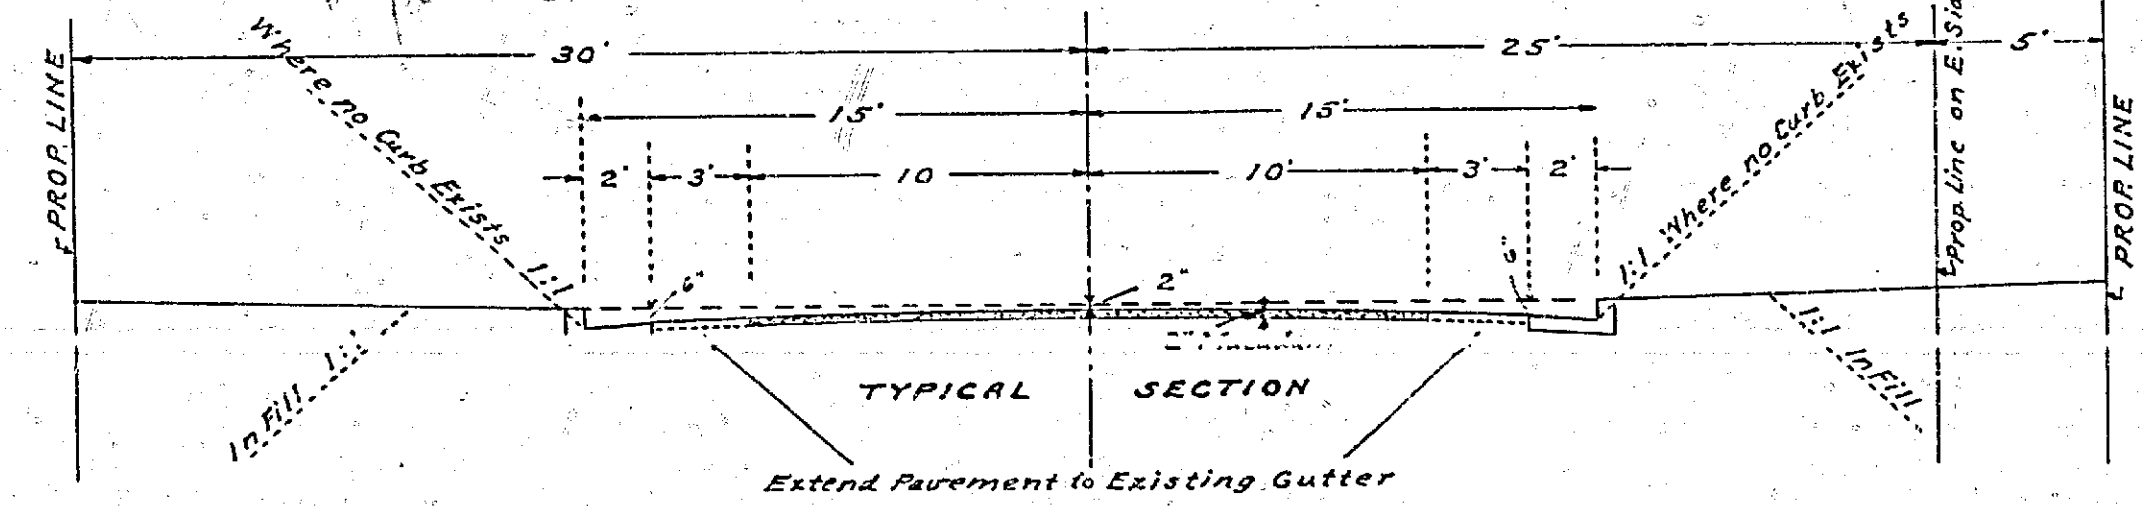 30'
25'
5'
15'
15'
2'
3'
10
10'
3'
2'
PROP. LINE
Where no Curb Exists
1:1
6"
2"
6"
1:1 Where no Curb Exists
Prop. Line on E.
PROP. LINE
In Fill 1:1
2"
1:1 In Fill
TYPICAL SECTION
Extend Pavement to Existing Gutter